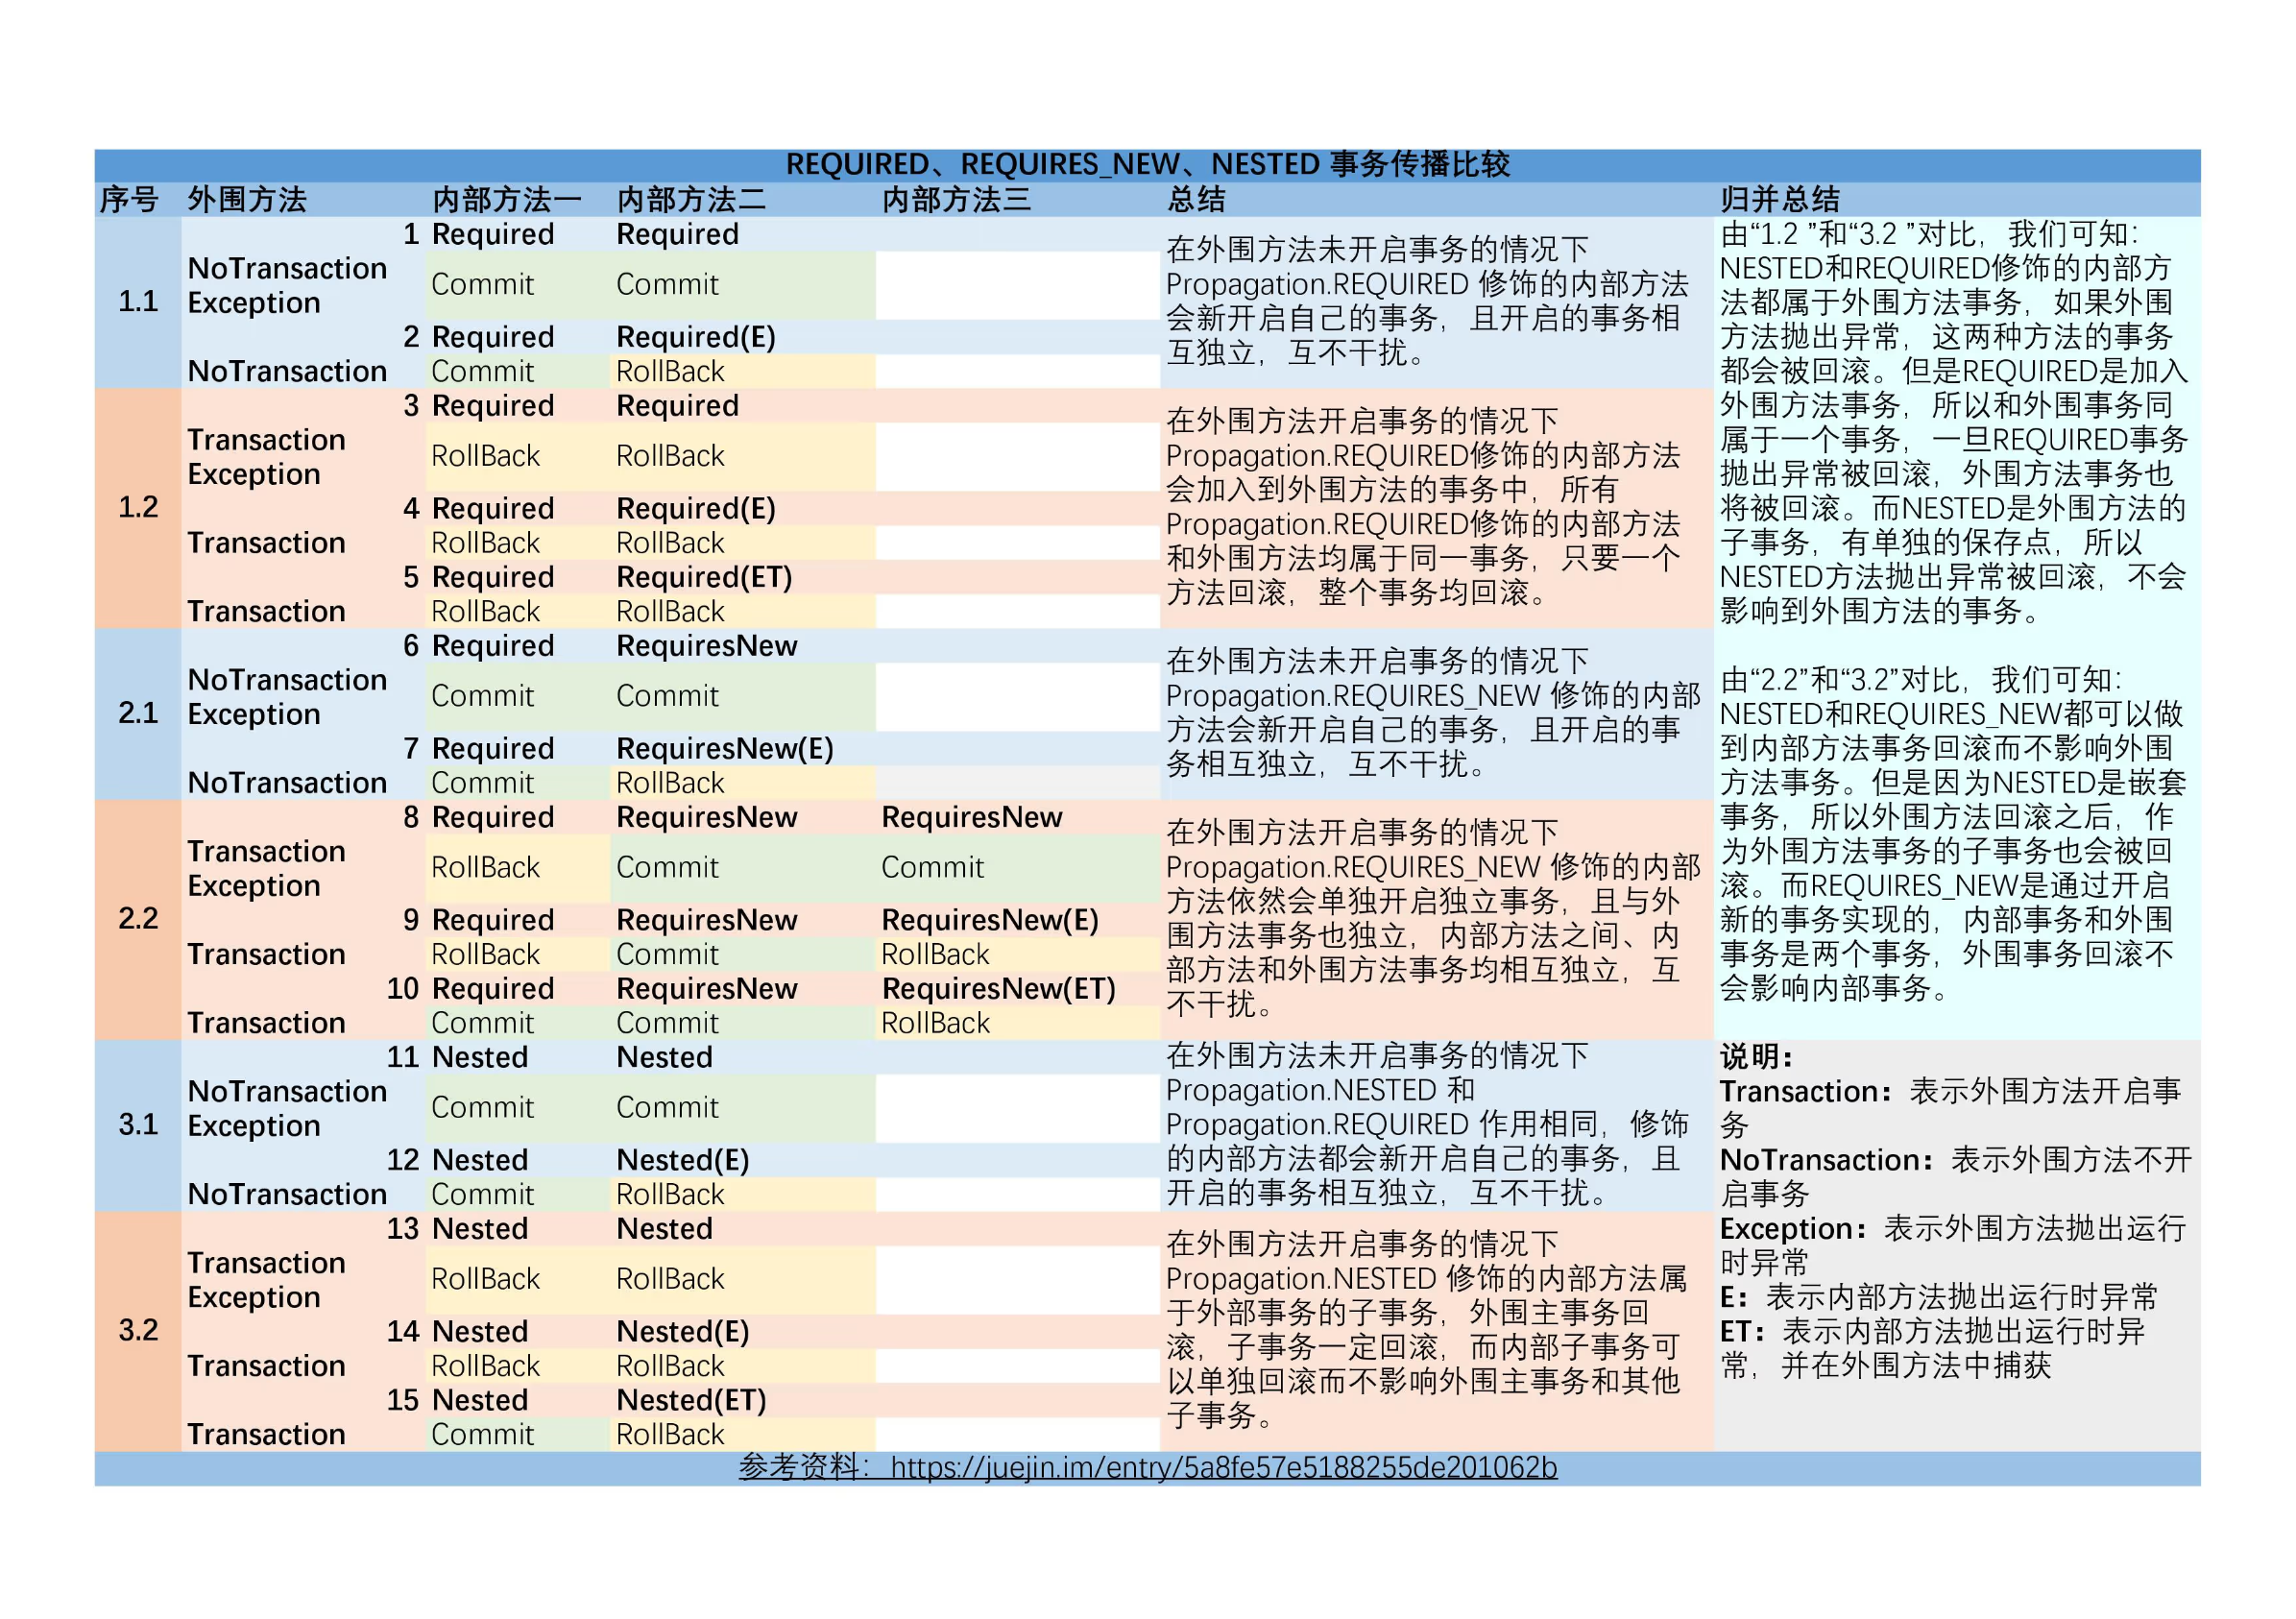 REQUIRED、REQUIRES_NEW、NESTED 事务传播比较
序号 外围方法 内部方法一 内部方法二 内部方法三 总结 归并总结
1.1
1 Required Required
NoTransaction
Exception
Commit Commit
2 Required Required(E)
NoTransaction Commit RollBack
在外围方法未开启事务的情况下
Propagation.REQUIRED 修饰的内部方法
会新开启自己的事务，且开启的事务相
互独立，互不干扰。
1.2
3 Required Required
Transaction
Exception
RollBack RollBack
4 Required Required(E)
Transaction RollBack RollBack
5 Required Required(ET)
Transaction RollBack RollBack
在外围方法开启事务的情况下
Propagation.REQUIRED修饰的内部方法
会加入到外围方法的事务中，所有
Propagation.REQUIRED修饰的内部方法
和外围方法均属于同一事务，只要一个
方法回滚，整个事务均回滚。
2.1
6 Required RequiresNew
NoTransaction
Exception
Commit Commit
7 Required RequiresNew(E)
NoTransaction Commit RollBack
在外围方法未开启事务的情况下
Propagation.REQUIRES_NEW 修饰的内部
方法会新开启自己的事务，且开启的事
务相互独立，互不干扰。
2.2
8 Required RequiresNew RequiresNew
Transaction
Exception
RollBack Commit Commit
9 Required RequiresNew RequiresNew(E)
Transaction RollBack Commit RollBack
10 Required RequiresNew RequiresNew(ET)
Transaction Commit Commit RollBack
在外围方法开启事务的情况下
Propagation.REQUIRES_NEW 修饰的内部
方法依然会单独开启独立事务，且与外
围方法事务也独立，内部方法之间、内
部方法和外围方法事务均相互独立，互
不干扰。
3.1
11 Nested Nested
NoTransaction
Exception
Commit Commit
12 Nested Nested(E)
NoTransaction Commit RollBack
在外围方法未开启事务的情况下
Propagation.NESTED 和
Propagation.REQUIRED 作用相同，修饰
的内部方法都会新开启自己的事务，且
开启的事务相互独立，互不干扰。
3.2
13 Nested Nested
Transaction
Exception
RollBack RollBack
14 Nested Nested(E)
Transaction RollBack RollBack
15 Nested Nested(ET)
Transaction Commit RollBack
在外围方法开启事务的情况下
Propagation.NESTED 修饰的内部方法属
于外部事务的子事务，外围主事务回
滚，子事务一定回滚，而内部子事务可
以单独回滚而不影响外围主事务和其他
子事务。
由“1.2 ”和“3.2 ”对比，我们可知：
NESTED和REQUIRED修饰的内部方
法都属于外围方法事务，如果外围
方法抛出异常，这两种方法的事务
都会被回滚。但是REQUIRED是加入
外围方法事务，所以和外围事务同
属于一个事务，一旦REQUIRED事务
抛出异常被回滚，外围方法事务也
将被回滚。而NESTED是外围方法的
子事务，有单独的保存点，所以
NESTED方法抛出异常被回滚，不会
影响到外围方法的事务。
由“2.2”和“3.2”对比，我们可知：
NESTED和REQUIRES_NEW都可以做
到内部方法事务回滚而不影响外围
方法事务。但是因为NESTED是嵌套
事务，所以外围方法回滚之后，作
为外围方法事务的子事务也会被回
滚。而REQUIRES_NEW是通过开启
新的事务实现的，内部事务和外围
事务是两个事务，外围事务回滚不
会影响内部事务。
说明：
Transaction：表示外围方法开启事
务
NoTransaction：表示外围方法不开
启事务
Exception：表示外围方法抛出运行
时异常
E：表示内部方法抛出运行时异常
ET：表示内部方法抛出运行时异
常，并在外围方法中捕获
参考资料：https://juejin.im/entry/5a8fe57e5188255de201062b